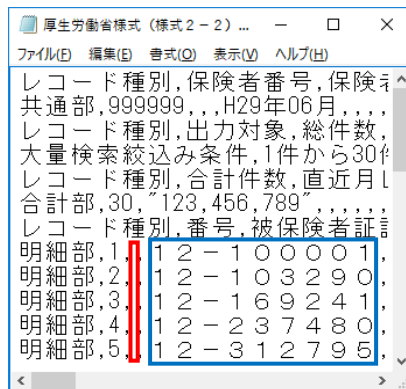 厚生労働省様式（様式２－２）...
ファイル(F) 編集(E) 書式(O) 表示(V) ヘルプ(H)
レコード種別,保険者番号,保険者
共通部,999999,,,H29年06月,,,,
レコード種別,出力対象,総件数,
大量検索絞込み条件,1件から30件
レコード種別,合計件数,直近月
合計部,30,"123,456,789",,,,,,
レコード種別,番号,被保険者証
明細部,1,,１２－１００００１,
明細部,2,,１２－１０３２９０,
明細部,3,,１２－１６９２４１,
明細部,4,,１２－２３７４８０,
明細部,5,,１２－３１２７９５,